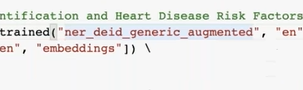 ntification and Heart Disease Risk Factors
trained("ner_deid_generic_augmented", "en"
en", "embeddings"]) \